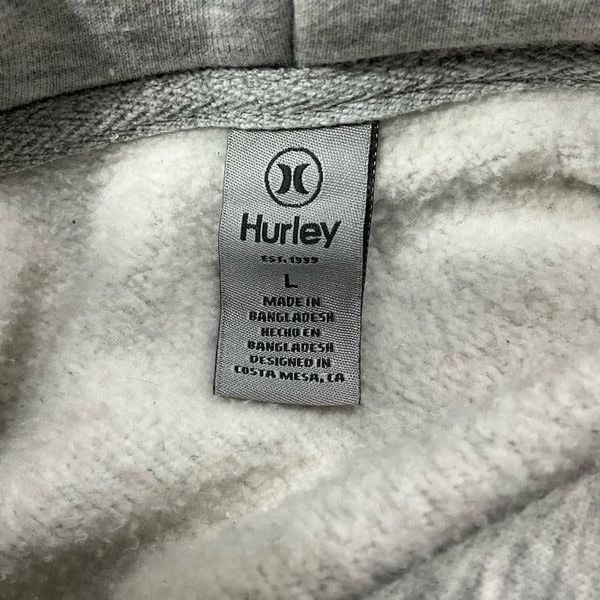 Hurley
EST. 1999
L
MADE IN
BANGLADESH
HECHO EN
BANGLADESH
DESIGNED IN
COSTA MESA, CA